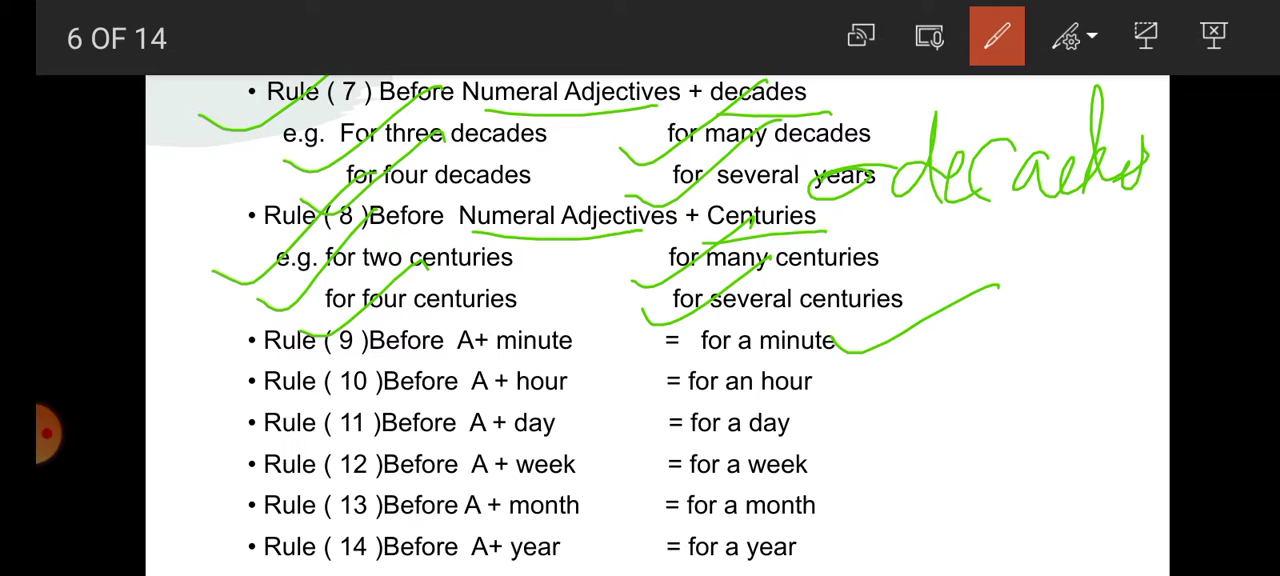 6 OF 14
• Rule ( 7 ) Before Numeral Adjectives + decades
e.g. For three decades for many decades
for four decades for several years decades
• Rule ( 8 )Before Numeral Adjectives + Centuries
e.g. for two centuries for many centuries
for four centuries for several centuries
• Rule ( 9 )Before A+ minute = for a minute
• Rule ( 10 )Before A + hour = for an hour
• Rule ( 11 )Before A + day = for a day
• Rule ( 12 )Before A + week = for a week
• Rule ( 13 )Before A + month = for a month
• Rule ( 14 )Before A+ year = for a year